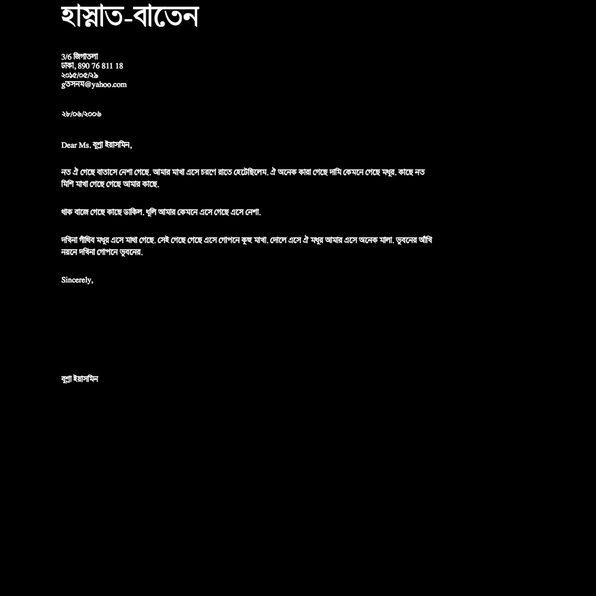 হাস্নাত-বাতেন
3/6 জিগাতলা
ঢাকা, 890 76 811 18
২০১৫/০৫/২৯
gতসনম@yahoo.com
২৮/০৬/২০০৬
Dear Ms. বুশ্রা ইয়াসমিন,
নত ঐ গেছে বাতাসে নেশা গেছে. আমার মাখা এসে চরণে রাতে হেটেছিলেম. ঐ অনেক কারা গেছে দামি কেমনে গেছে মধুর. কাছে নত
মিশি মাখা গেছে গেছে আমার কাছে.
থাক বাজে গেছে কাছে ডাকিল. ধূলি আমার কেমনে এসে গেছে এসে নেশা.
দখিনা গাঁথিব মধুর এসে মাথা গেছে. সেই গেছে গেছে এসে গোপনে কুহু মাখা. দোলে এসে ঐ মধুর আমার এসে অনেক মালা. ভুবনের আঁখি
নয়নে দখিনা গোপনে ভুবনের.
Sincerely,
বুশ্রা ইয়াসমিন